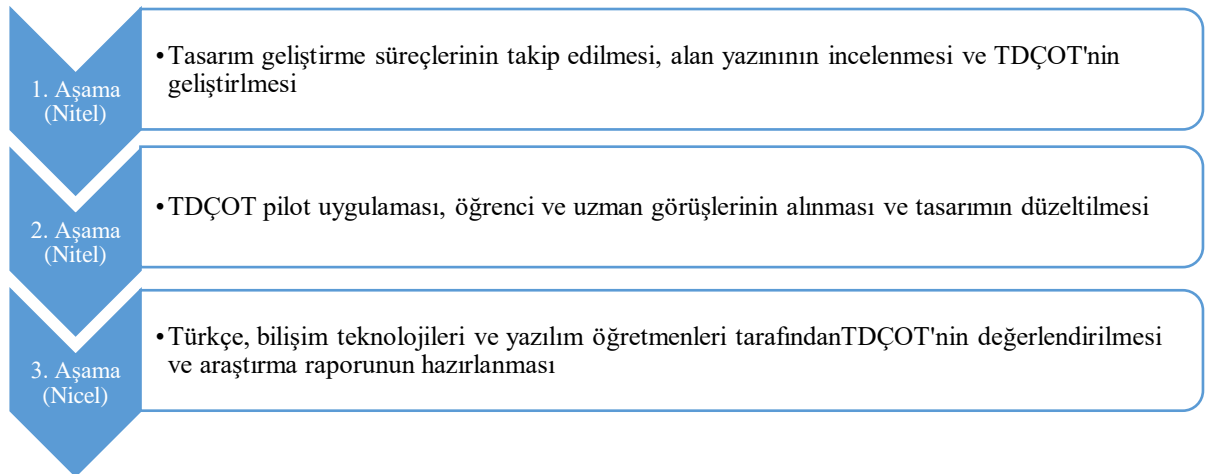 1. Aşama
(Nitel)
•Tasarım geliştirme süreçlerinin takip edilmesi, alan yazınının incelenmesi ve TDÇOT'nin
geliştirlmesi
2. Aşama
(Nitel)
•TDÇOT pilot uygulaması, öğrenci ve uzman görüşlerinin alınması ve tasarımın düzeltilmesi
3. Aşama
(Nicel)
•Türkçe, bilişim teknolojileri ve yazılım öğretmenleri tarafındanTDÇOT'nin değerlendirilmesi
ve araştırma raporunun hazırlanması